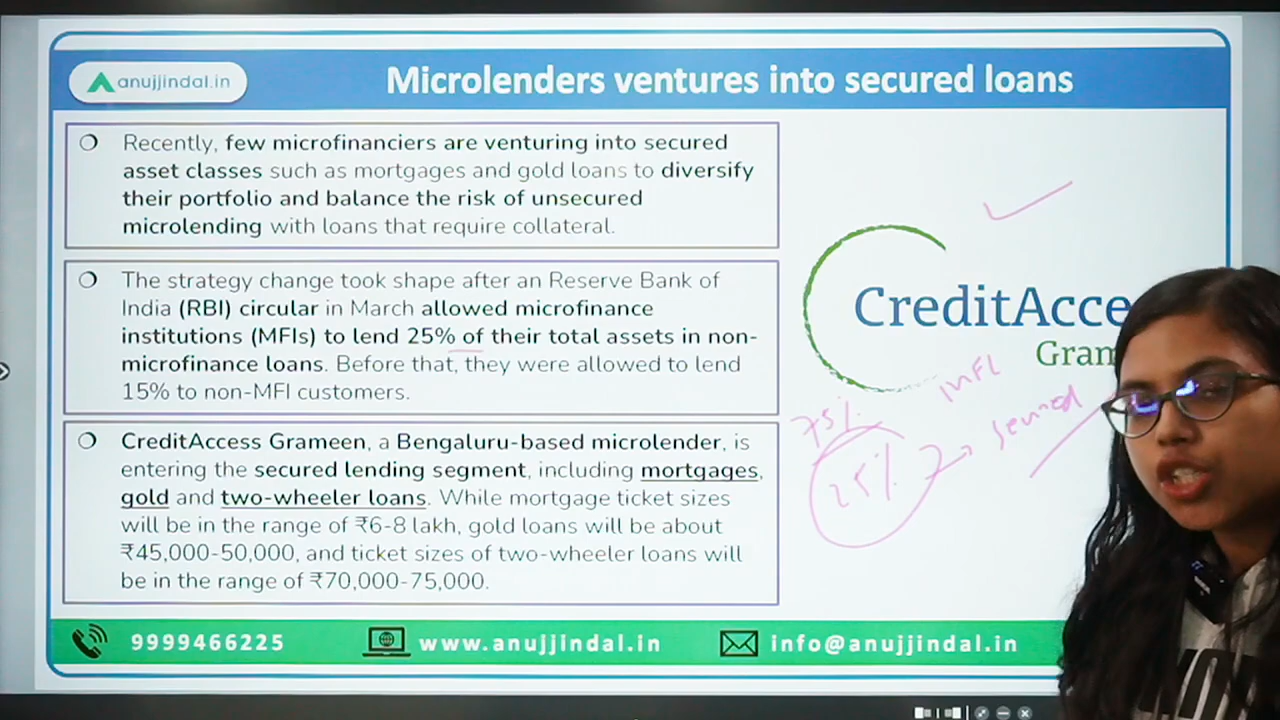 anujjindal.in
Microlenders ventures into secured loans
Recently, few microfinanciers are venturing into secured
asset classes such as mortgages and gold loans to diversify
their portfolio and balance the risk of unsecured
microlending with loans that require collateral.
The strategy change took shape after an Reserve Bank of
India (RBI) circular in March allowed microfinance
institutions (MFIs) to lend 25% of their total assets in non-
microfinance loans. Before that, they were allowed to lend
15% to non-MFI customers.
CreditAccess Grameen, a Bengaluru-based microlender, is
entering the secured lending segment, including mortgages,
gold and two-wheeler loans. While mortgage ticket sizes
will be in the range of ₹6-8 lakh, gold loans will be about
₹45,000-50,000, and ticket sizes of two-wheeler loans will
be in the range of ₹70,000-75,000.
CreditAcce
Gram
75%
25%
secured
9999466225
www.anujjindal.in
info@anujjindal.in